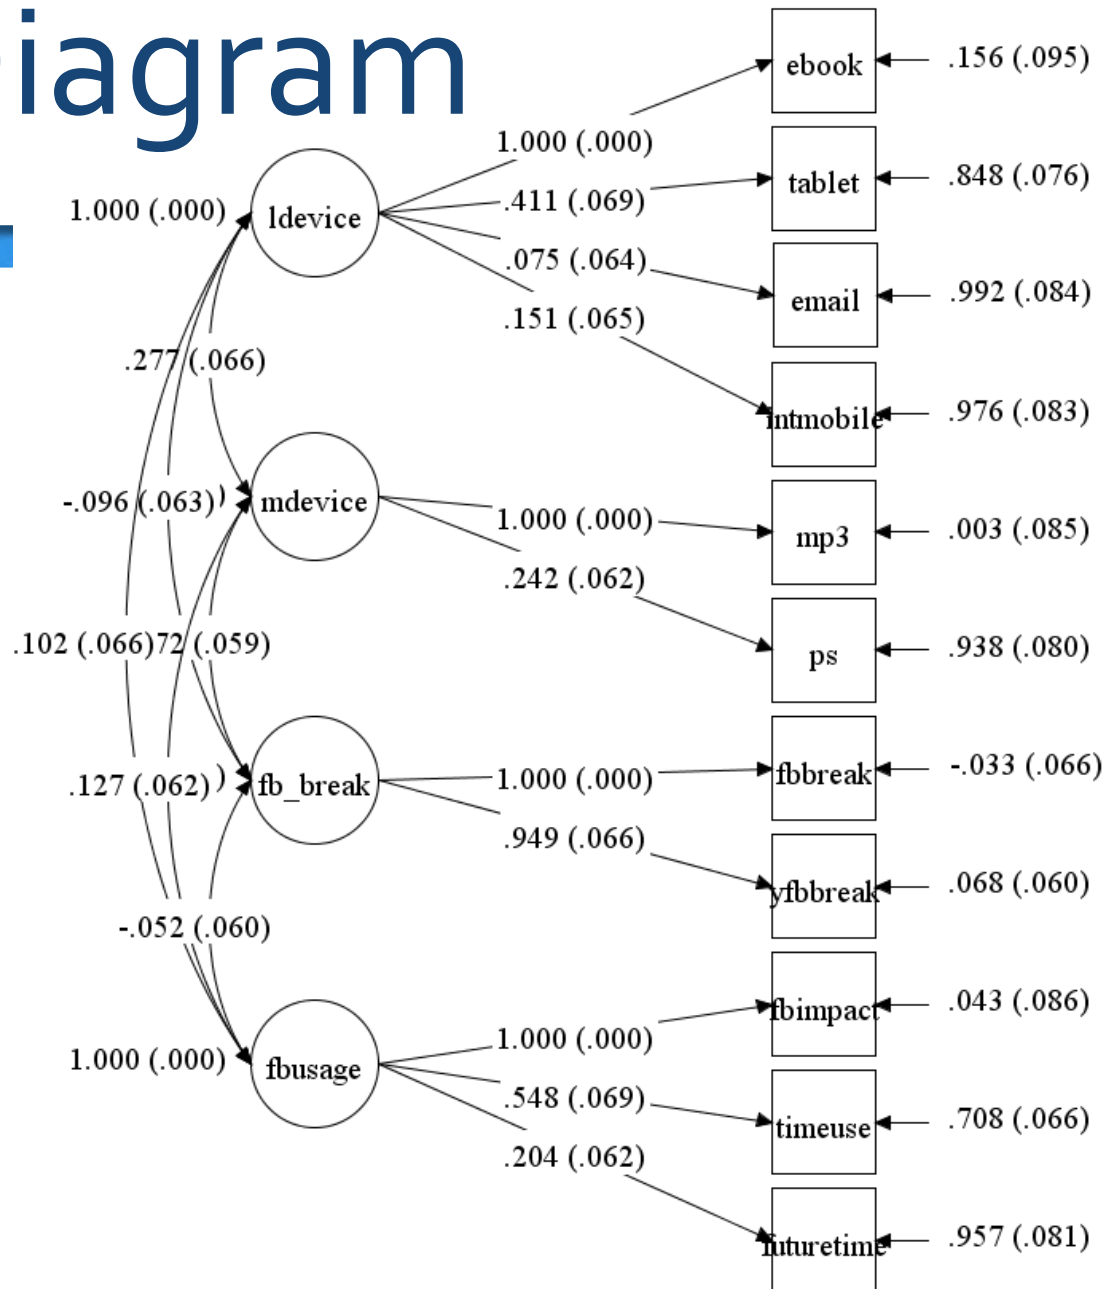 iagram
ebook
.156 (.095)
1.000 (.000)
tablet
.848 (.076)
1.000 (.000)
ldevice
.411 (.069)
.075 (.064)
email
.992 (.084)
.151 (.065)
.277 (.066)
intmobile
.976 (.083)
-.096 (.063)
mdevice
1.000 (.000)
mp3
.003 (.085)
.242 (.062)
.102 (.066)
72 (.059)
ps
.938 (.080)
.127 (.062)
fb_break
1.000 (.000)
fbbreak
-.033 (.066)
.949 (.066)
yfbbreak
.068 (.060)
-.052 (.060)
fbimpact
.043 (.086)
1.000 (.000)
1.000 (.000)
fbusage
.548 (.069)
timeuse
.708 (.066)
.204 (.062)
futuretime
.957 (.081)